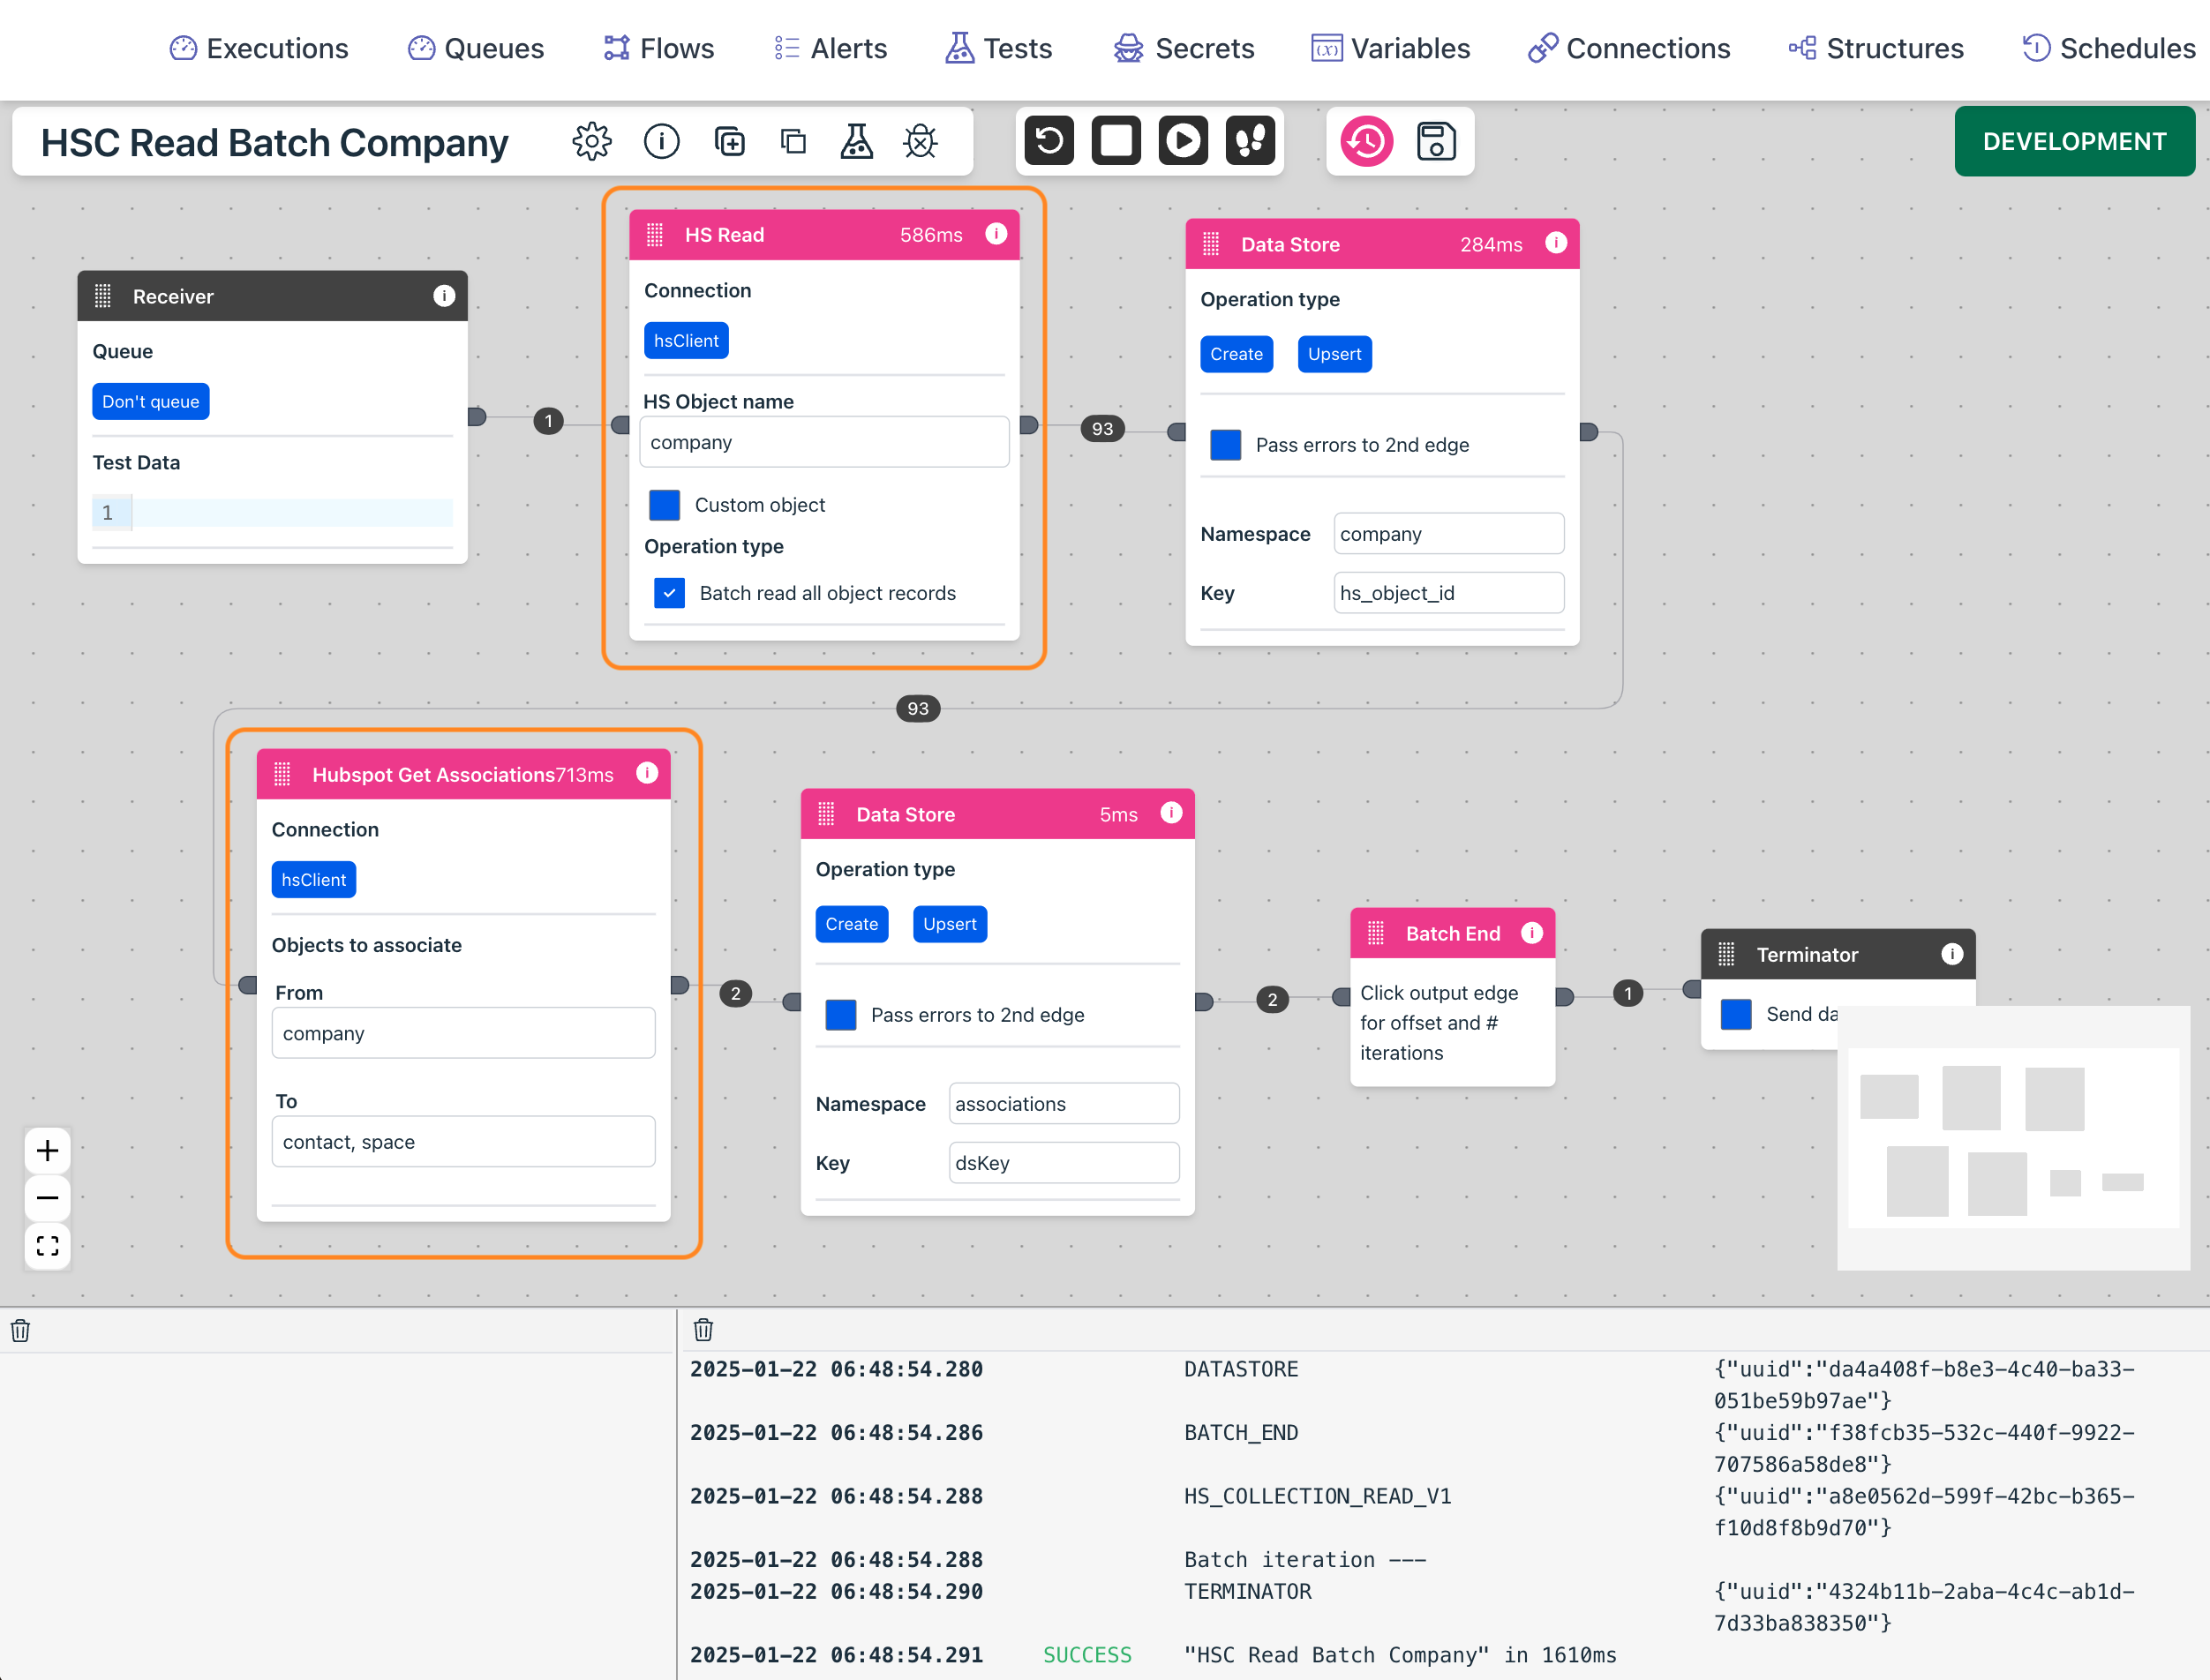 Executions
Queues
Flows
Alerts
Tests
Secrets
Variables
Connections
Structures
Schedules
HSC Read Batch Company
DEVELOPMENT
Receiver
Queue
Don't queue
Test Data
1
1
HS Read 586ms
Connection
hsClient
HS Object name
company
Custom object
Operation type
Batch read all object records
93
Data Store 284ms
Operation type
Create Upsert
Pass errors to 2nd edge
Namespace company
Key hs_object_id
93
Hubspot Get Associations 713ms
Connection
hsClient
Objects to associate
From
company
To
contact, space
2
Data Store 5ms
Operation type
Create Upsert
Pass errors to 2nd edge
Namespace associations
Key dsKey
2
Batch End
Click output edge
for offset and #
iterations
1
Terminator
Send da
2025-01-22 06:48:54.280 DATASTORE {"uuid":"da4a408f-b8e3-4c40-ba33-
051be59b97ae"}
2025-01-22 06:48:54.286 BATCH_END {"uuid":"f38fcb35-532c-440f-9922-
707586a58de8"}
2025-01-22 06:48:54.288 HS_COLLECTION_READ_V1 {"uuid":"a8e0562d-599f-42bc-b365-
f10d8f8b9d70"}
2025-01-22 06:48:54.288 Batch iteration ---
2025-01-22 06:48:54.290 TERMINATOR {"uuid":"4324b11b-2aba-4c4c-ab1d-
7d33ba838350"}
2025-01-22 06:48:54.291 SUCCESS "HSC Read Batch Company" in 1610ms